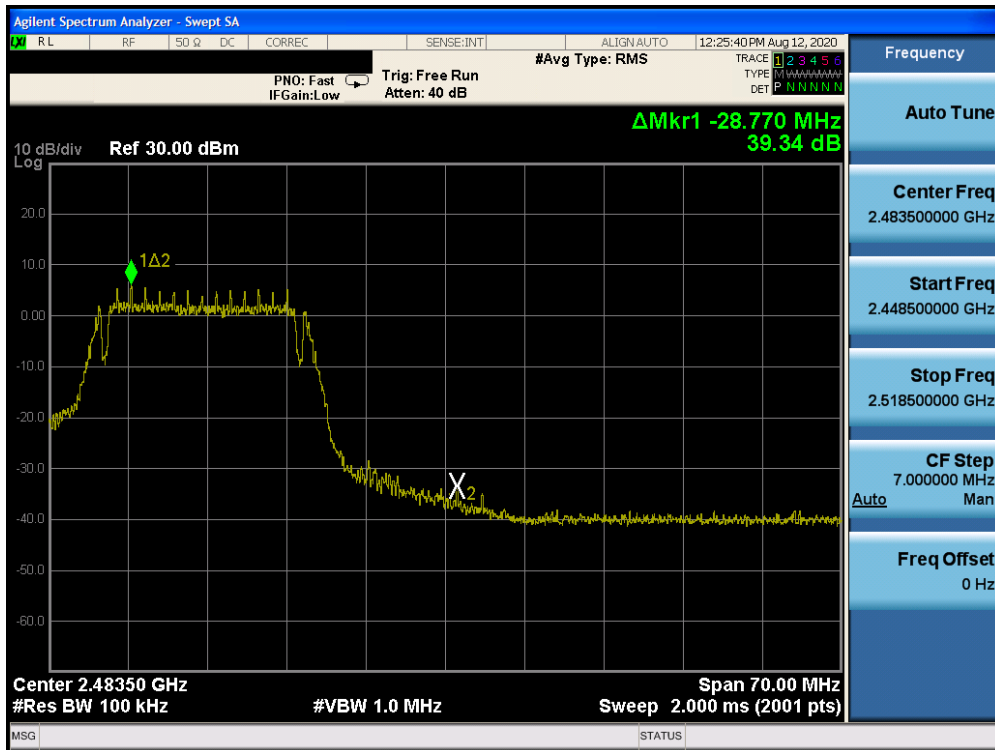 Agilent Spectrum Analyzer - Swept SA
LXI RL RF 50 Ω DC CORREC SENSE:INT ALIGN AUTO 12:25:40 PM Aug 12, 2020
#Avg Type: RMS TRACE 1 2 3 4 5 6
PNO: Fast Trig: Free Run TYPE M WWWWW
IFGain:Low Atten: 40 dB DET P N N N N N
ΔMkr1 -28.770 MHz
39.34 dB
10 dB/div Ref 30.00 dBm
Log
20.0
10.0
0.00
-10.0
-20.0
-30.0
-40.0
-50.0
-60.0
1Δ2
X2
Center 2.48350 GHz Span 70.00 MHz
#Res BW 100 kHz #VBW 1.0 MHz Sweep 2.000 ms (2001 pts)
MSG STATUS
Frequency
Auto Tune
Center Freq
2.483500000 GHz
Start Freq
2.448500000 GHz
Stop Freq
2.518500000 GHz
CF Step
7.000000 MHz
Auto Man
Freq Offset
0 Hz